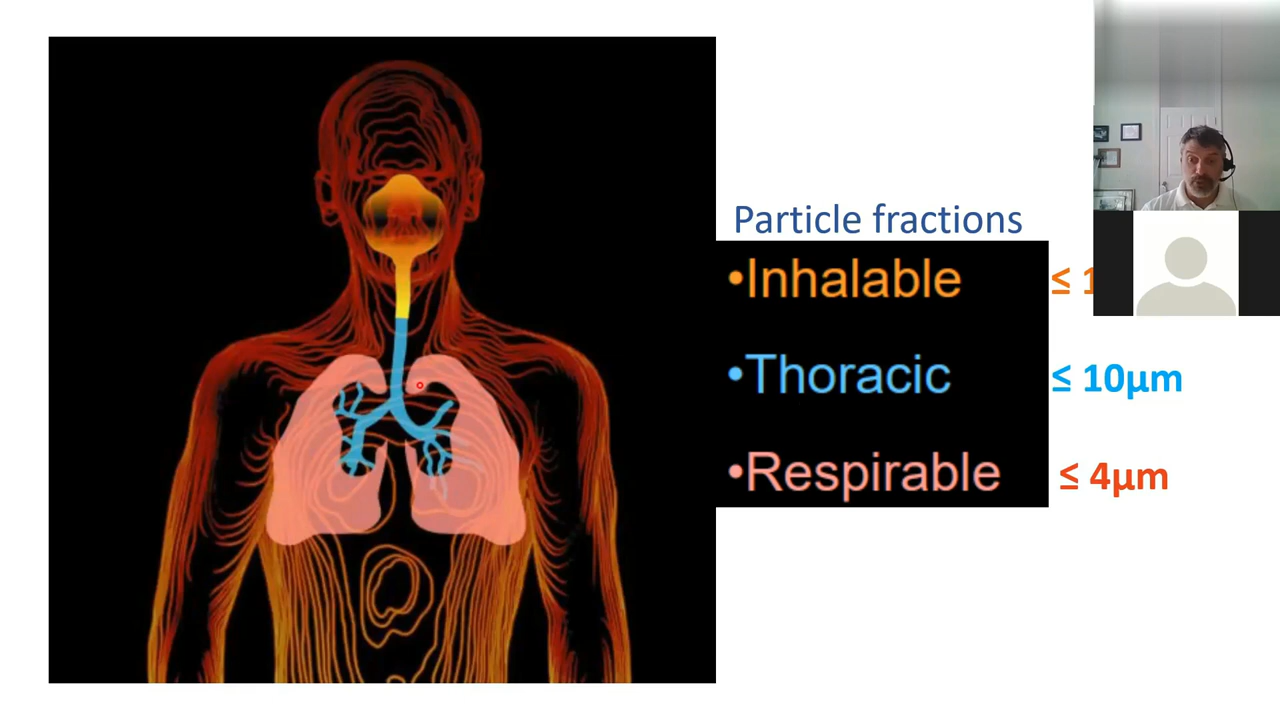 Particle fractions
•Inhalable ≤ 1
•Thoracic ≤ 10µm
•Respirable ≤ 4µm